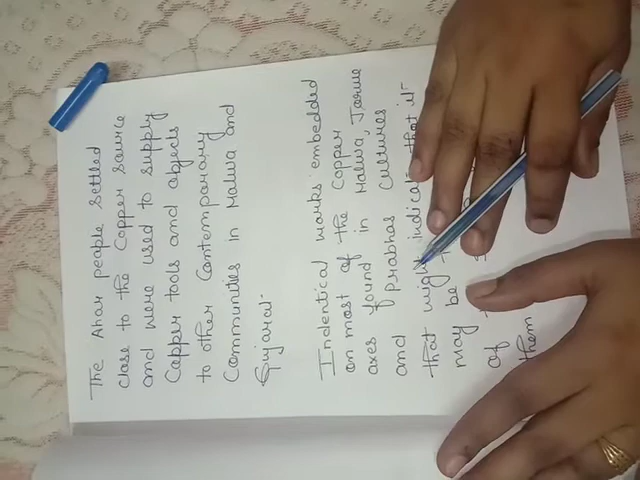 The Ahar people settled
close to the Copper source
and were used to supply
Copper tools and objects
to other Contemporary
Communities in Malwa and
Gujarat.
Indentical marks embedded
on most of the Copper
axes found in Malwa, Jorwe
and prabhas Cultures
that might indicate that it
may be
of
them